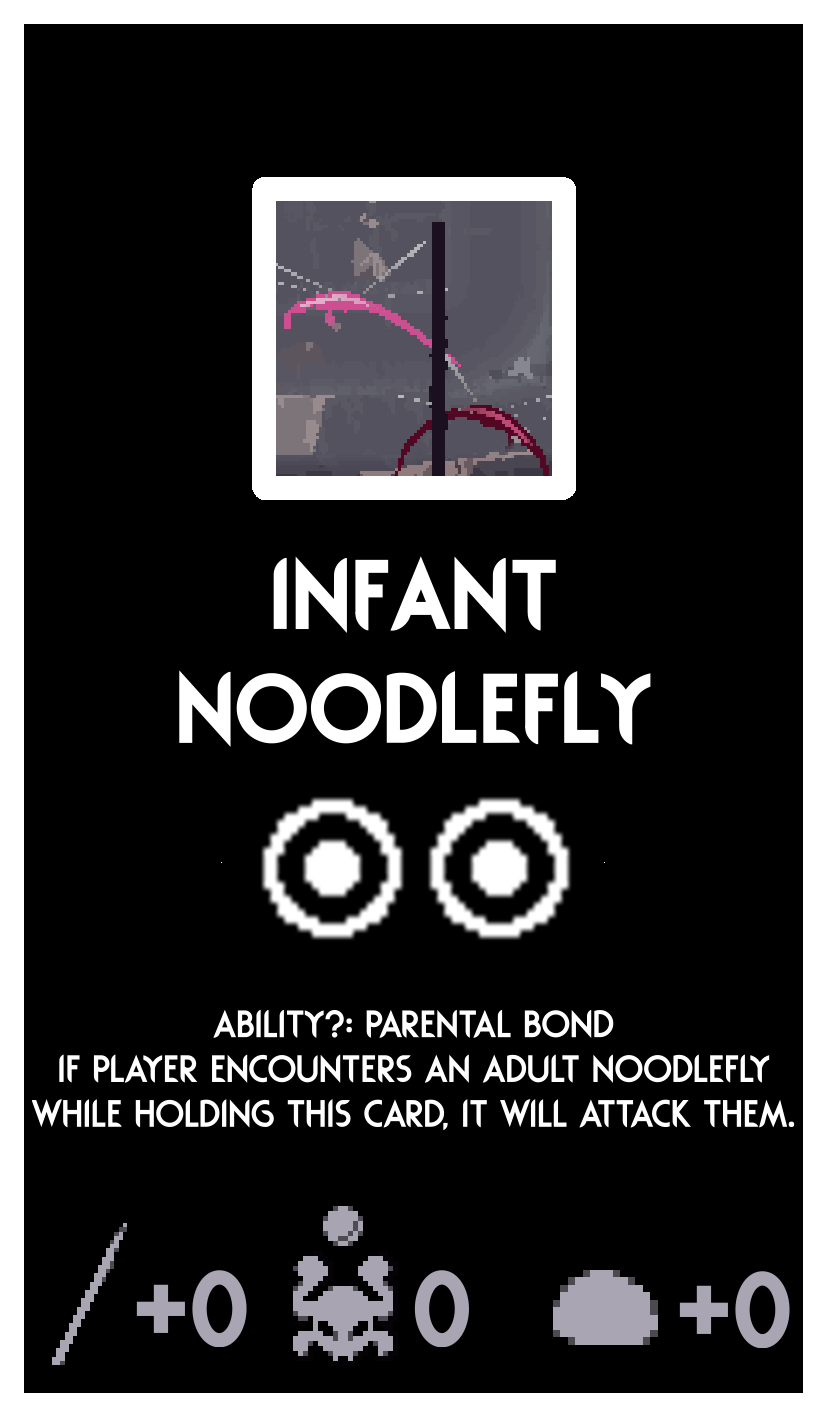 INFANT
NOODLEFLY
ABILITY?: PARENTAL BOND
IF PLAYER ENCOUNTERS AN ADULT NOODLEFLY
WHILE HOLDING THIS CARD, IT WILL ATTACK THEM.
+0 0 +0